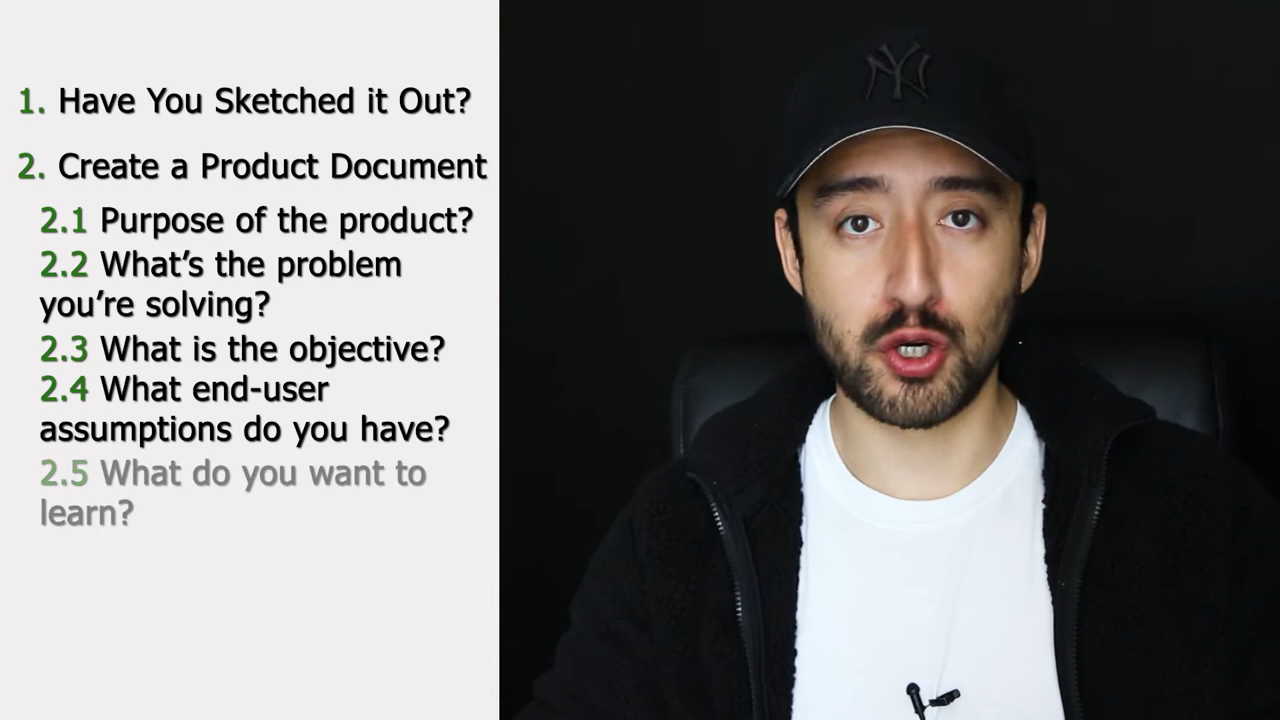 1. Have You Sketched it Out?
2. Create a Product Document
2.1 Purpose of the product?
2.2 What’s the problem
you’re solving?
2.3 What is the objective?
2.4 What end-user
assumptions do you have?
2.5 What do you want to
learn?
NY